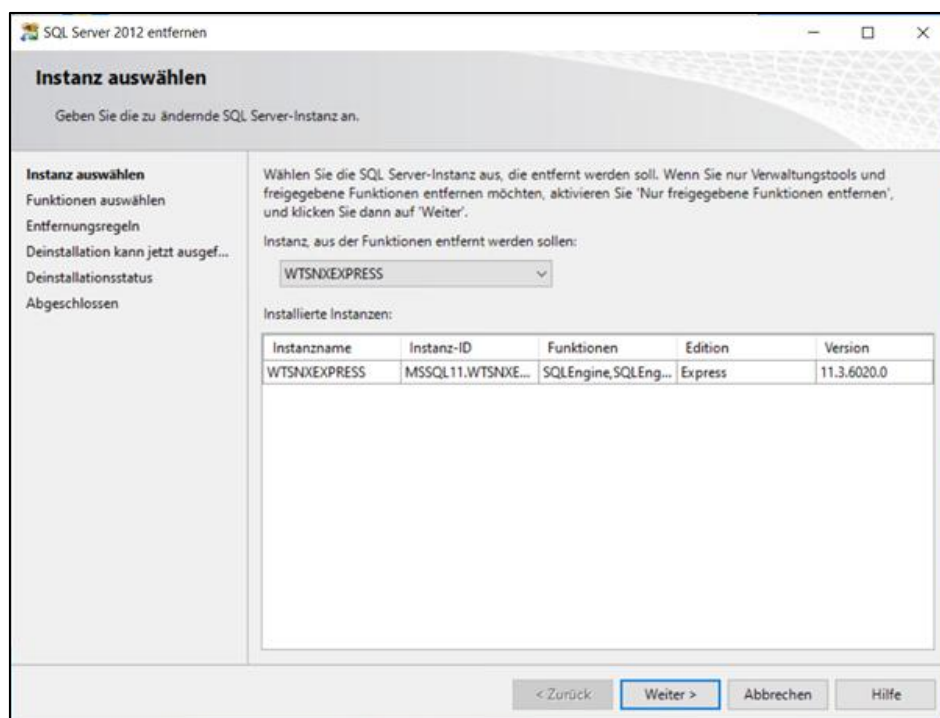 SQL Server 2012 entfernen
Instanz auswählen
Geben Sie die zu ändernde SQL Server-Instanz an.
Instanz auswählen
Funktionen auswählen
Entfernungsregeln
Deinstallation kann jetzt ausgef...
Deinstallationsstatus
Abgeschlossen
Wählen Sie die SQL Server-Instanz aus, die entfernt werden soll. Wenn Sie nur Verwaltungstools und
freigegebene Funktionen entfernen möchten, aktivieren Sie 'Nur freigegebene Funktionen entfernen',
und klicken Sie dann auf 'Weiter'.
Instanz, aus der Funktionen entfernt werden sollen:
WTSNXEXPRESS
Installierte Instanzen:
Instanzname Instanz-ID Funktionen Edition Version
WTSNXEXPRESS MSSQL11.WTSNXE... SQLEngine,SQLEng... Express 11.3.6020.0
< Zurück Weiter > Abbrechen Hilfe